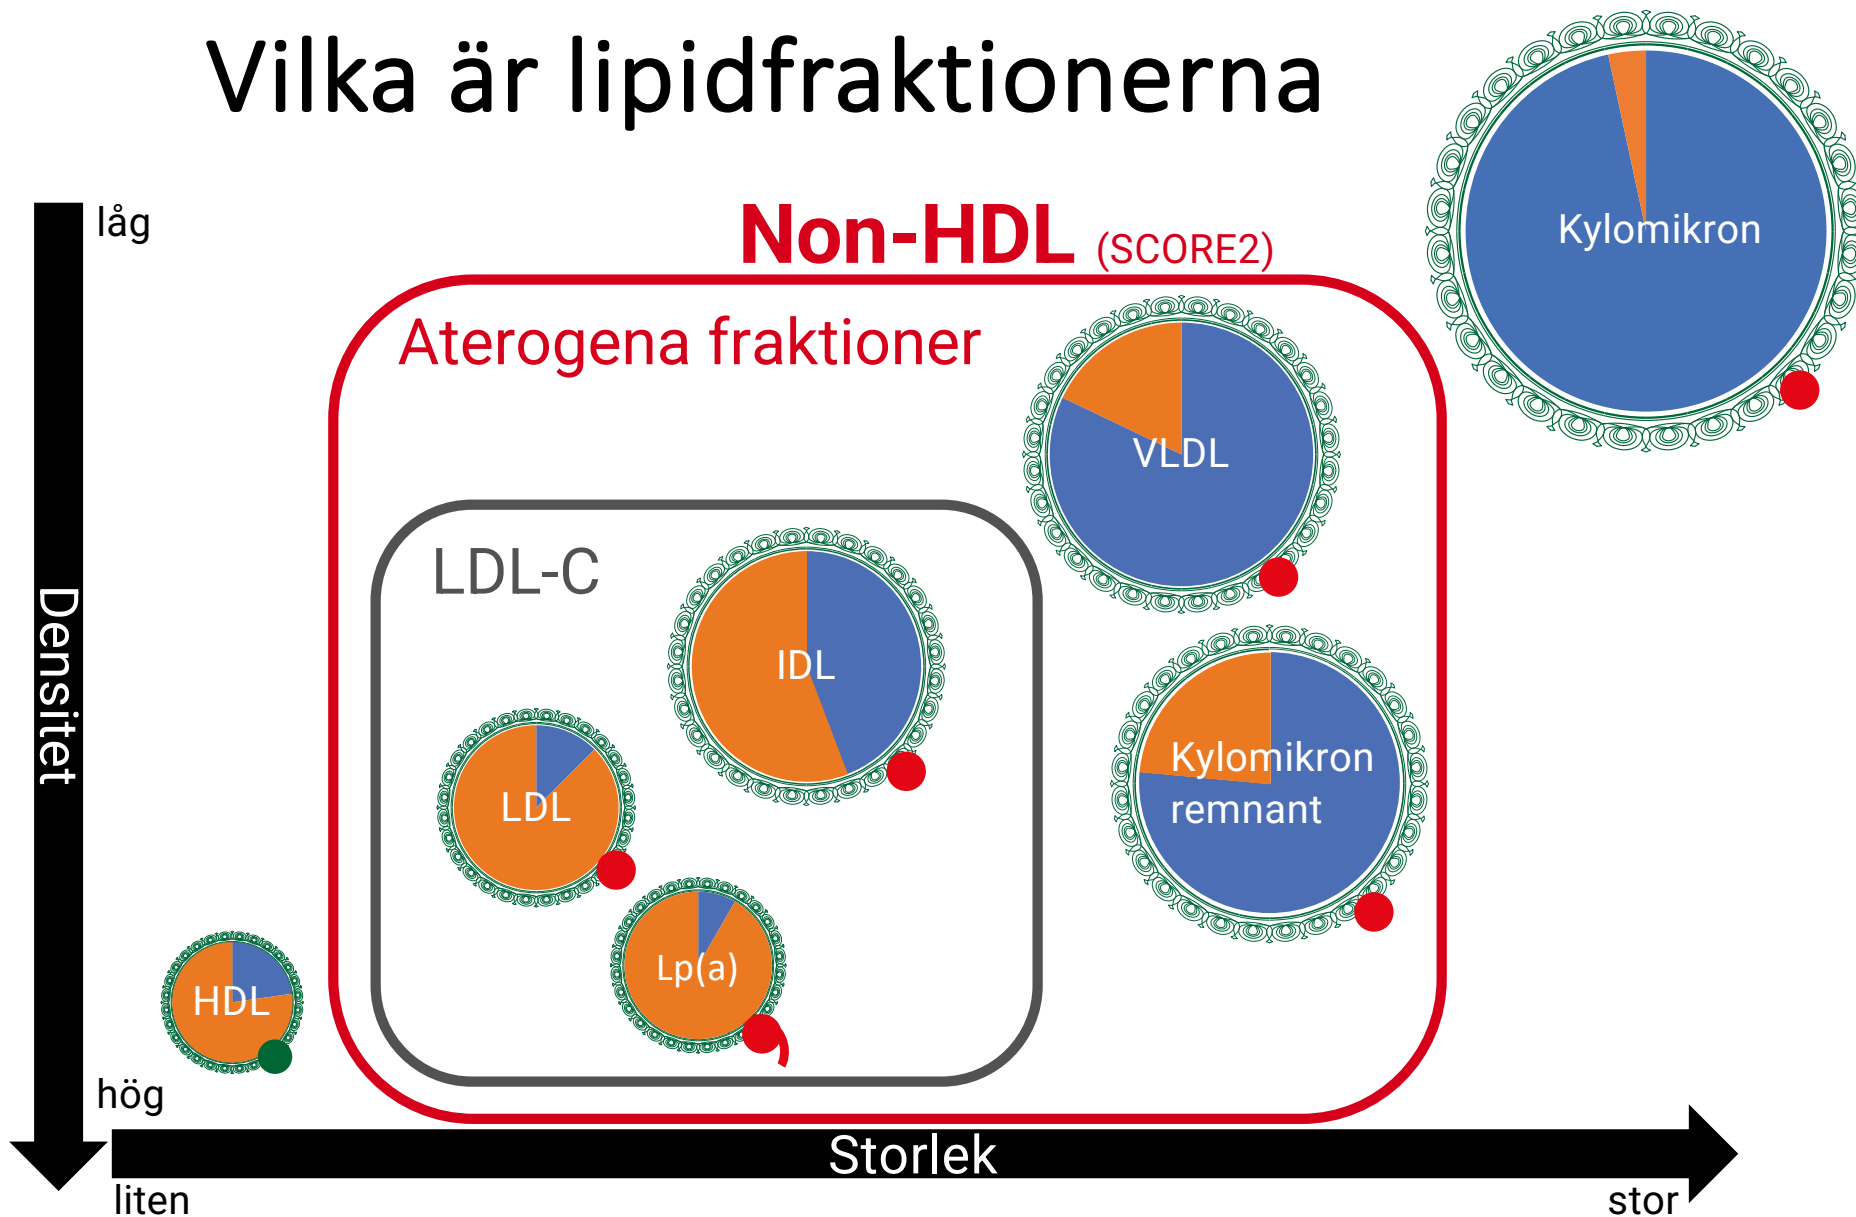 Vilka är lipidfraktionerna
låg
Non-HDL (SCORE2)
Kylomikron
Aterogena fraktioner
VLDL
LDL-C
IDL
Densitet
LDL
Kylomikron
remnant
Lp(a)
HDL
hög
Storlek
liten
stor